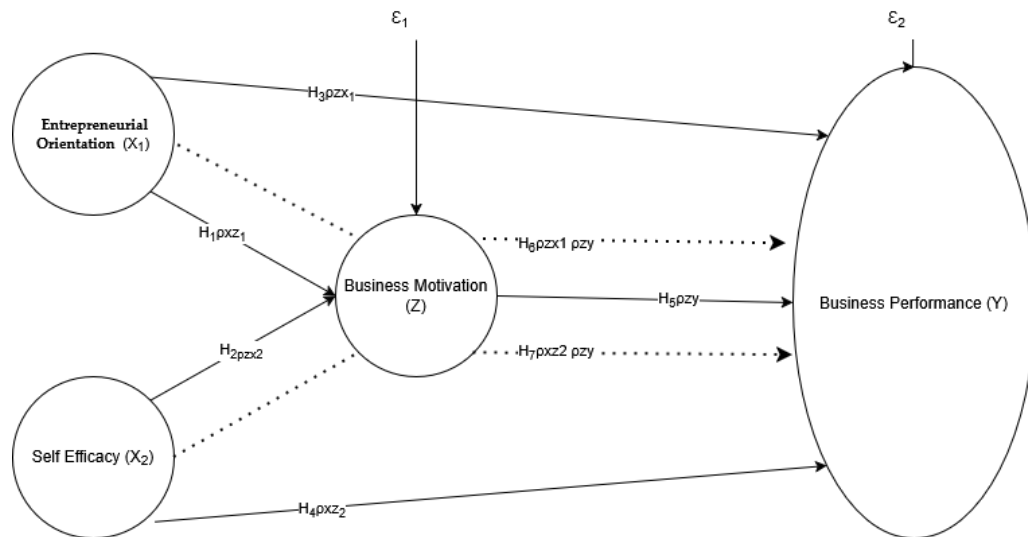 ε₁
ε₂
H₃ρzx₁
Entrepreneurial
Orientation (X₁)
H₁ρxz₁
H₆ρzx1 ρzy
Business Motivation
(Z)
H₅ρzy
Business Performance (Y)
H₂ρzx2
H₇ρxz2 ρzy
Self Efficacy (X₂)
H₄ρxz₂